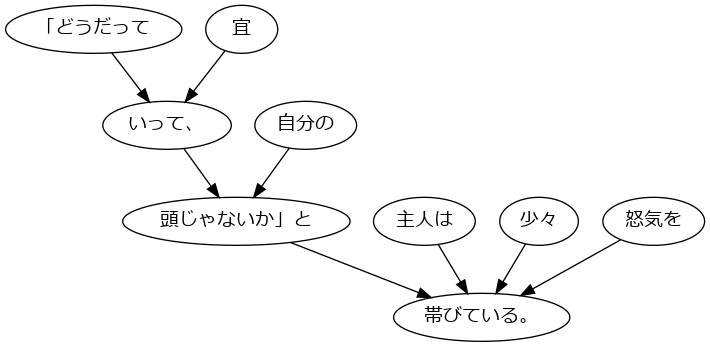 「どうだって
宜
いって、
自分の
頭じゃないか」と
主人は
少々
怒気を
帯びている。